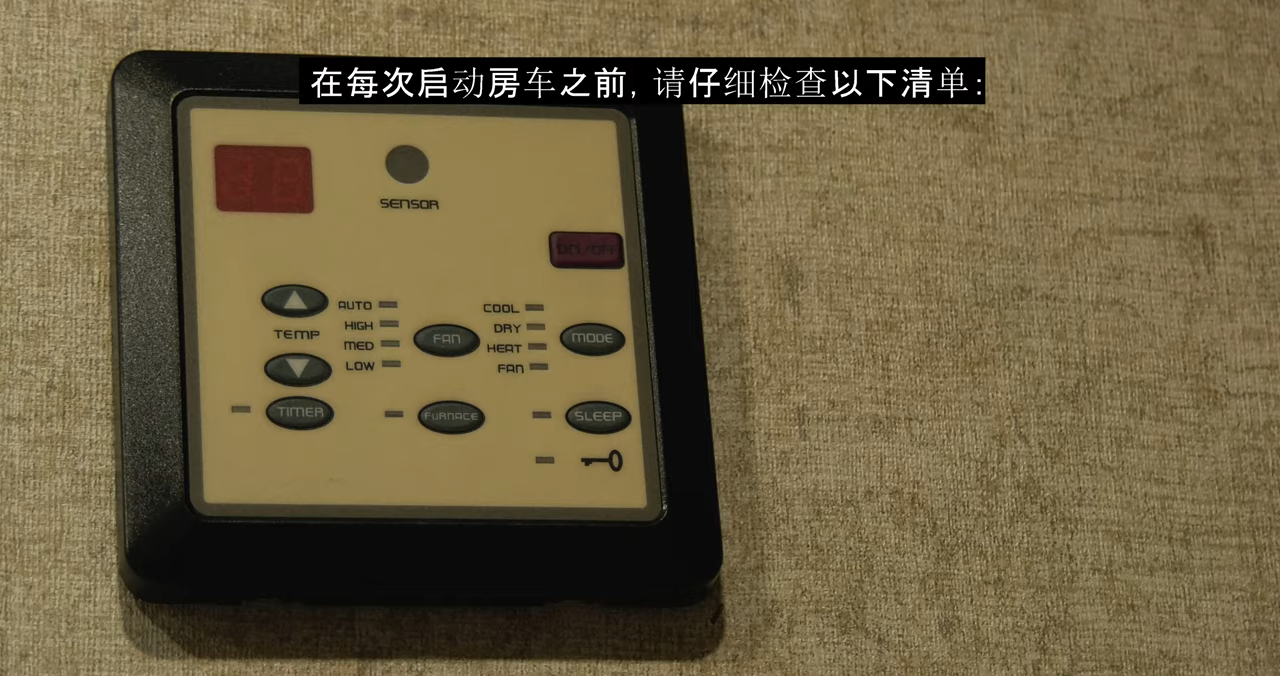 在每次启动房车之前, 请仔细检查以下清单:
SENSOR
ON/OFF
AUTO
HIGH
MED
LOW
TEMP
FAN
COOL
DRY
HEAT
FAN
MODE
TIMER
FURNACE
SLEEP